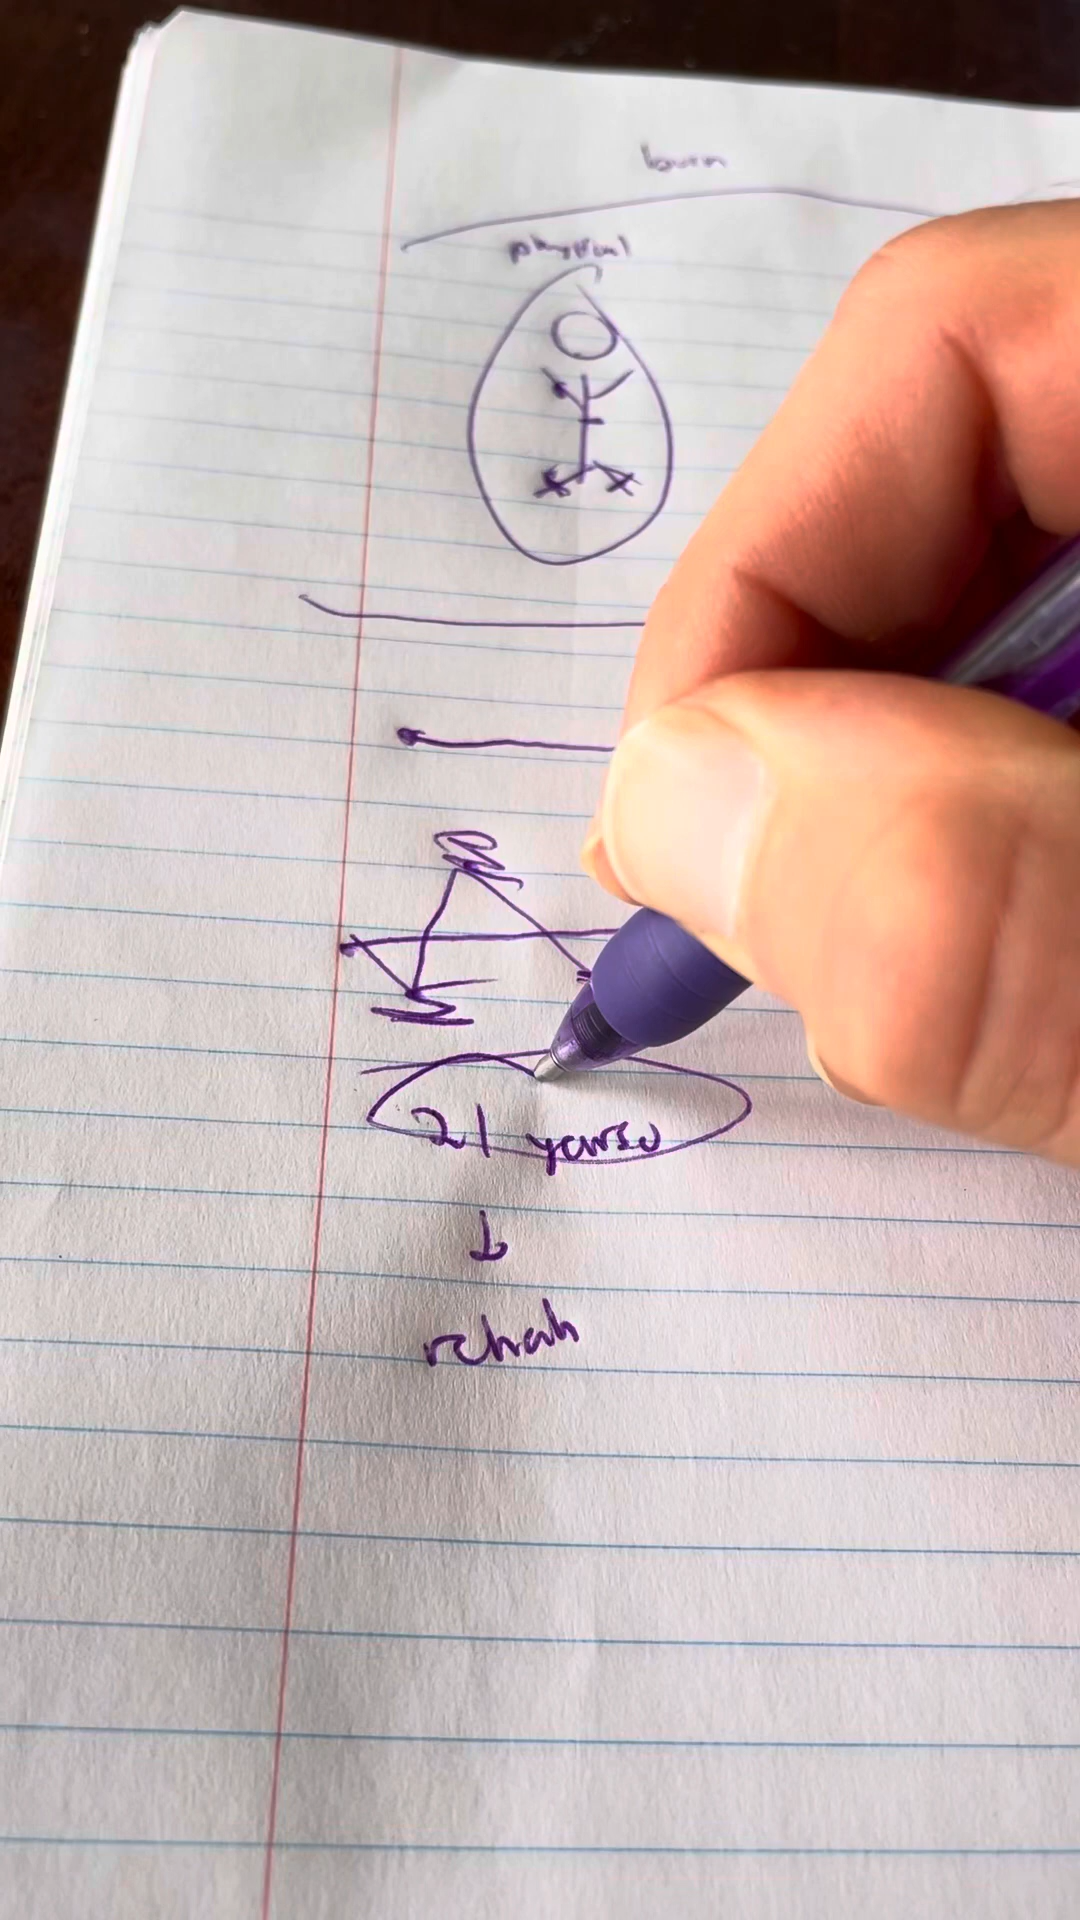 born
physical
21 years
↓
rehab